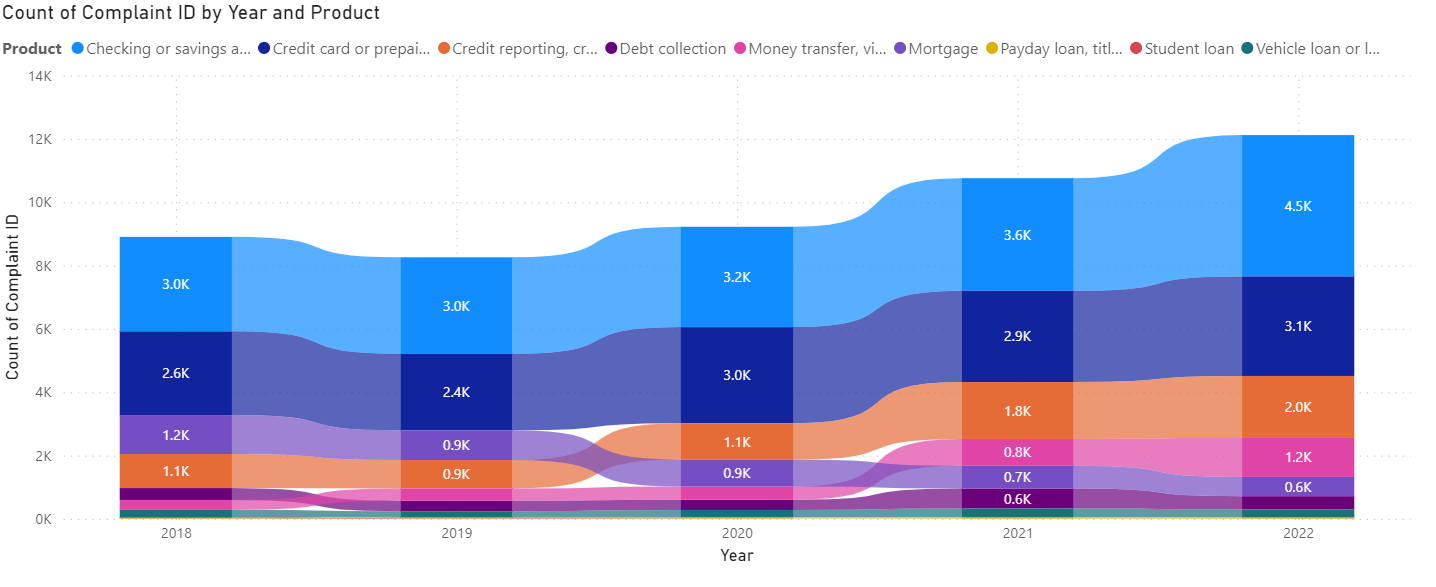 Count of Complaint ID by Year and Product
Product Checking or savings a... Credit card or prepai... Credit reporting, cr... Debt collection Money transfer, vi... Mortgage Payday loan, titl... Student loan Vehicle loan or l...
14K
12K
10K
8K
6K
4K
2K
0K
Count of Complaint ID
3.0K
2.6K
1.2K
1.1K
3.0K
2.4K
0.9K
0.9K
3.2K
3.0K
1.1K
0.9K
3.6K
2.9K
1.8K
0.8K
0.7K
0.6K
4.5K
3.1K
2.0K
1.2K
0.6K
2018 2019 2020 2021 2022
Year